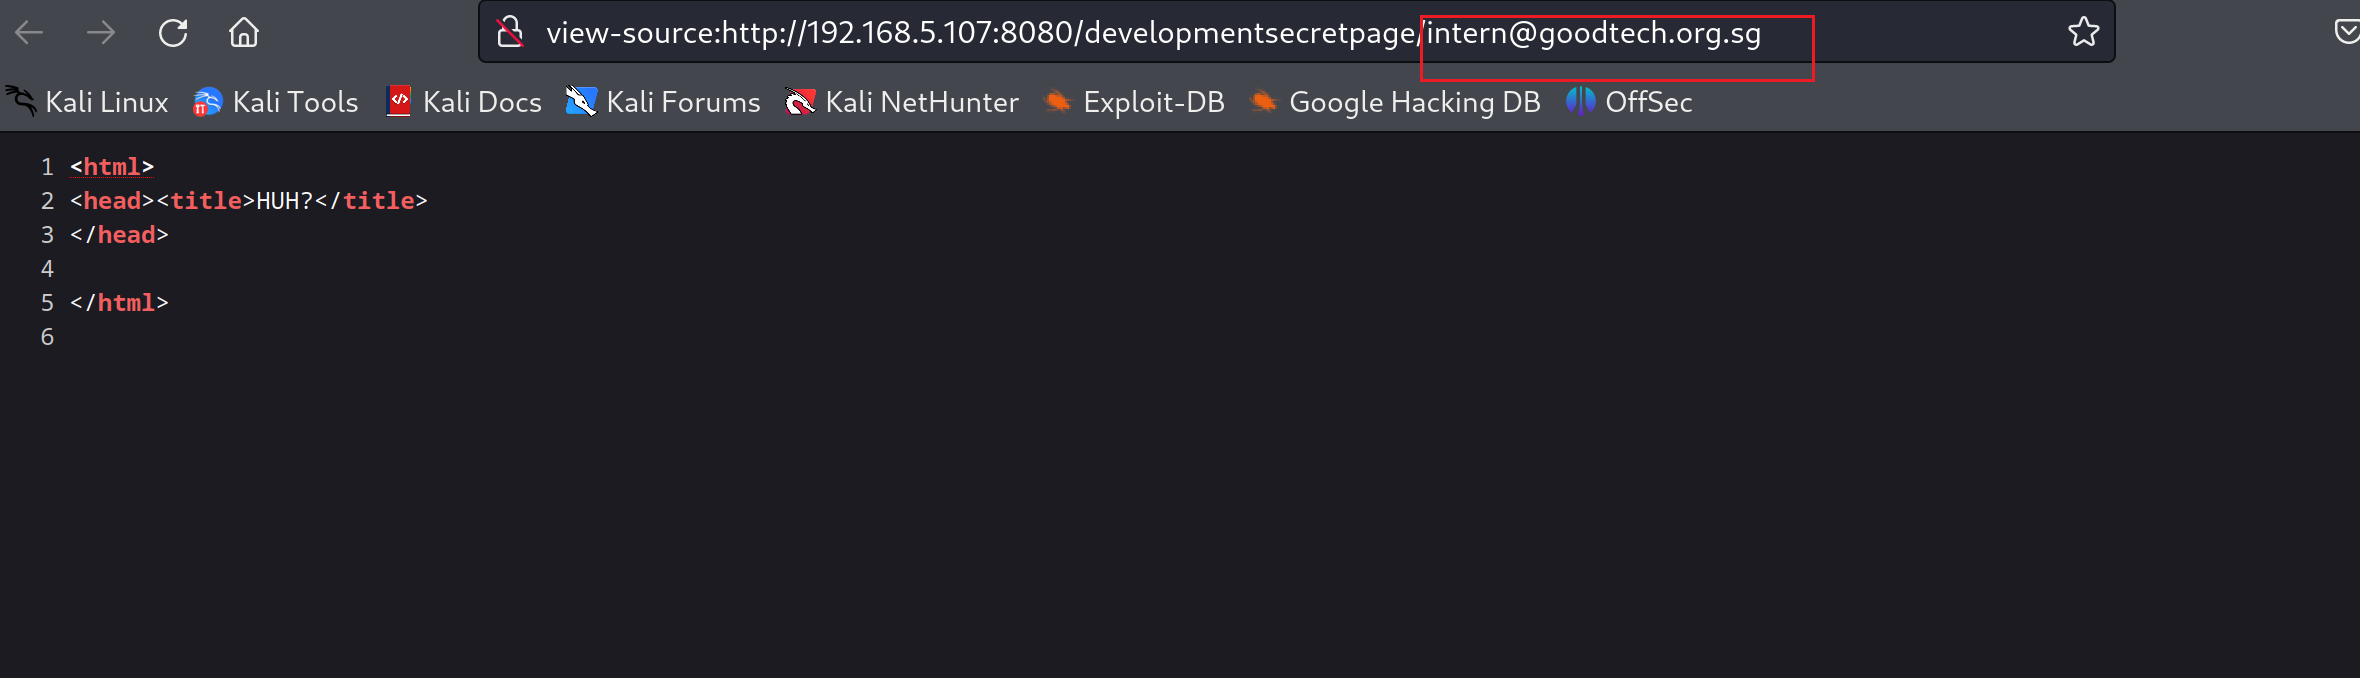 view-source:http://192.168.5.107:8080/developmentsecretpage/intern@goodtech.org.sg
Kali Linux Kali Tools Kali Docs Kali Forums Kali NetHunter Exploit-DB Google Hacking DB OffSec
1 <html>
2 <head><title>HUH?</title>
3 </head>
4
5 </html>
6